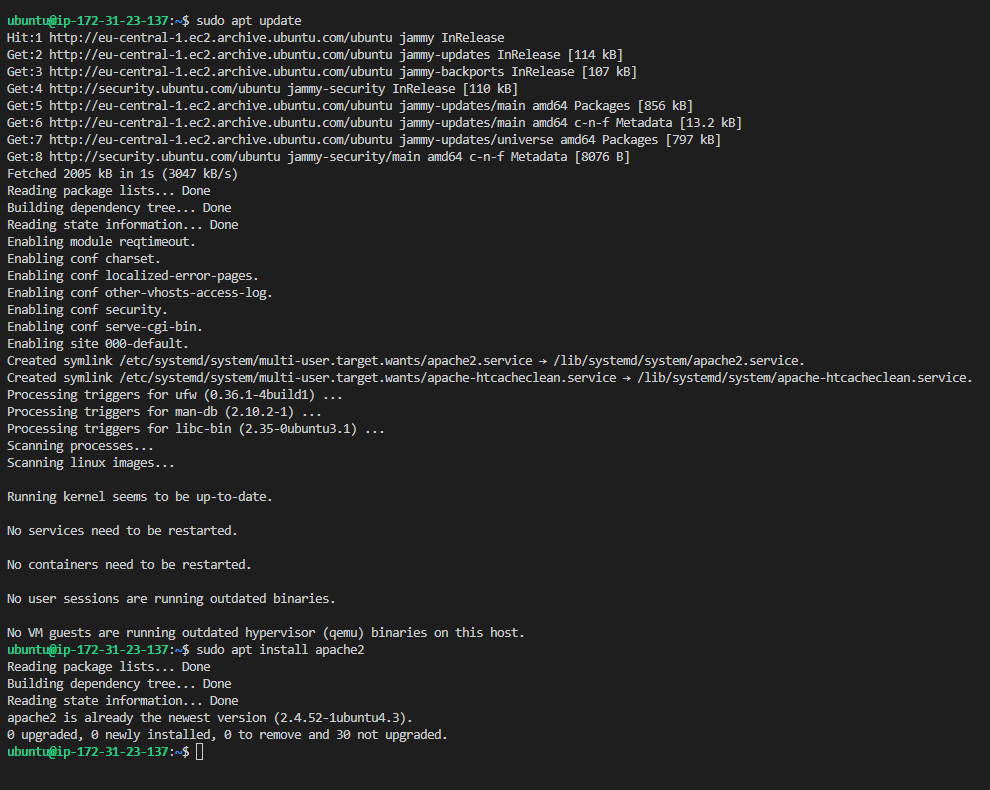 ubuntu@ip-172-31-23-137:~$ sudo apt update
Hit:1 http://eu-central-1.ec2.archive.ubuntu.com/ubuntu jammy InRelease
Get:2 http://eu-central-1.ec2.archive.ubuntu.com/ubuntu jammy-updates InRelease [114 kB]
Get:3 http://eu-central-1.ec2.archive.ubuntu.com/ubuntu jammy-backports InRelease [107 kB]
Get:4 http://security.ubuntu.com/ubuntu jammy-security InRelease [110 kB]
Get:5 http://eu-central-1.ec2.archive.ubuntu.com/ubuntu jammy-updates/main amd64 Packages [856 kB]
Get:6 http://eu-central-1.ec2.archive.ubuntu.com/ubuntu jammy-updates/main amd64 c-n-f Metadata [13.2 kB]
Get:7 http://eu-central-1.ec2.archive.ubuntu.com/ubuntu jammy-updates/universe amd64 Packages [797 kB]
Get:8 http://security.ubuntu.com/ubuntu jammy-security/main amd64 c-n-f Metadata [8076 B]
Fetched 2005 kB in 1s (3047 kB/s)
Reading package lists... Done
Building dependency tree... Done
Reading state information... Done
Enabling module reqtimeout.
Enabling conf charset.
Enabling conf localized-error-pages.
Enabling conf other-vhosts-access-log.
Enabling conf security.
Enabling conf serve-cgi-bin.
Enabling site 000-default.
Created symlink /etc/systemd/system/multi-user.target.wants/apache2.service → /lib/systemd/system/apache2.service.
Created symlink /etc/systemd/system/multi-user.target.wants/apache-htcacheclean.service → /lib/systemd/system/apache-htcacheclean.service.
Processing triggers for ufw (0.36.1-4build1) ...
Processing triggers for man-db (2.10.2-1) ...
Processing triggers for libc-bin (2.35-0ubuntu3.1) ...
Scanning processes...
Scanning linux images...
Running kernel seems to be up-to-date.
No services need to be restarted.
No containers need to be restarted.
No user sessions are running outdated binaries.
No VM guests are running outdated hypervisor (qemu) binaries on this host.
ubuntu@ip-172-31-23-137:~$ sudo apt install apache2
Reading package lists... Done
Building dependency tree... Done
Reading state information... Done
apache2 is already the newest version (2.4.52-1ubuntu4.3).
0 upgraded, 0 newly installed, 0 to remove and 30 not upgraded.
ubuntu@ip-172-31-23-137:~$